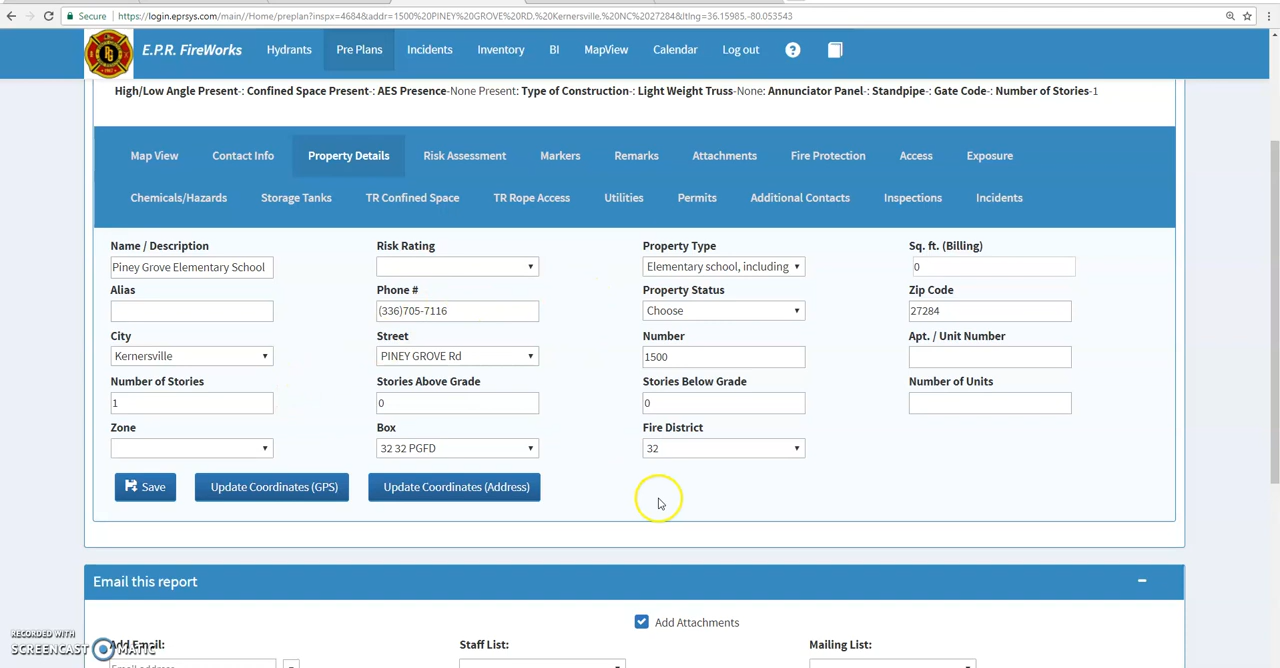 Secure https://login.eprsys.com/main//Home/preplan?inspx=4684&addr=1500%20PINEY%20GROVE%20RD.%20Kernersville.%20NC%2027284&ltlng=36.15985.-80.053543
E.P.R. FireWorks Hydrants Pre Plans Incidents Inventory BI MapView Calendar Log out ?
High/Low Angle Present-: Confined Space Present-: AES Presence-None Present: Type of Construction-: Light Weight Truss-None: Annunciator Panel-: Standpipe-: Gate Code-: Number of Stories-1
Map View Contact Info Property Details Risk Assessment Markers Remarks Attachments Fire Protection Access Exposure
Chemicals/Hazards Storage Tanks TR Confined Space TR Rope Access Utilities Permits Additional Contacts Inspections Incidents
Name / Description Risk Rating Property Type Sq. ft. (Billing)
Piney Grove Elementary School Elementary school, including 0
Alias Phone # Property Status Zip Code
(336)705-7116 Choose 27284
City Street Number Apt. / Unit Number
Kernersville PINEY GROVE Rd 1500
Number of Stories Stories Above Grade Stories Below Grade Number of Units
1 0 0
Zone Box Fire District
32 32 PGFD 32
Save Update Coordinates (GPS) Update Coordinates (Address)
Email this report
Add Attachments
Add Email: Staff List: Mailing List:
Email address
RECORDED WITH
SCREENCAST MATIC